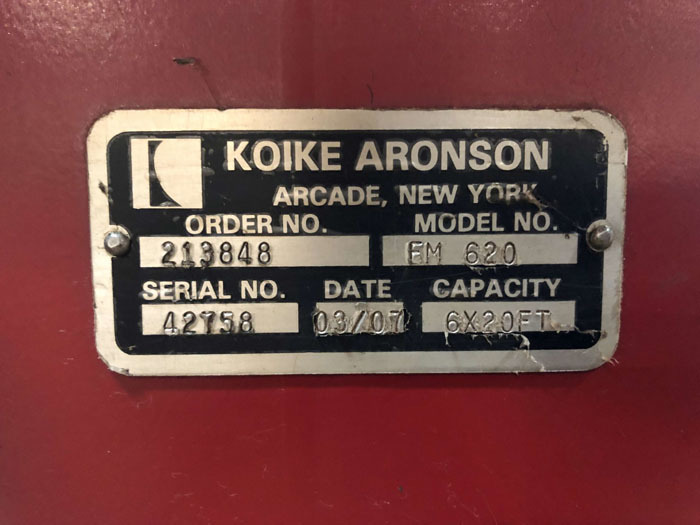 KOIKE ARONSON
ARCADE, NEW YORK
ORDER NO. MODEL NO.
213848 EM 620
SERIAL NO. DATE CAPACITY
42758 03/07 6X20FT